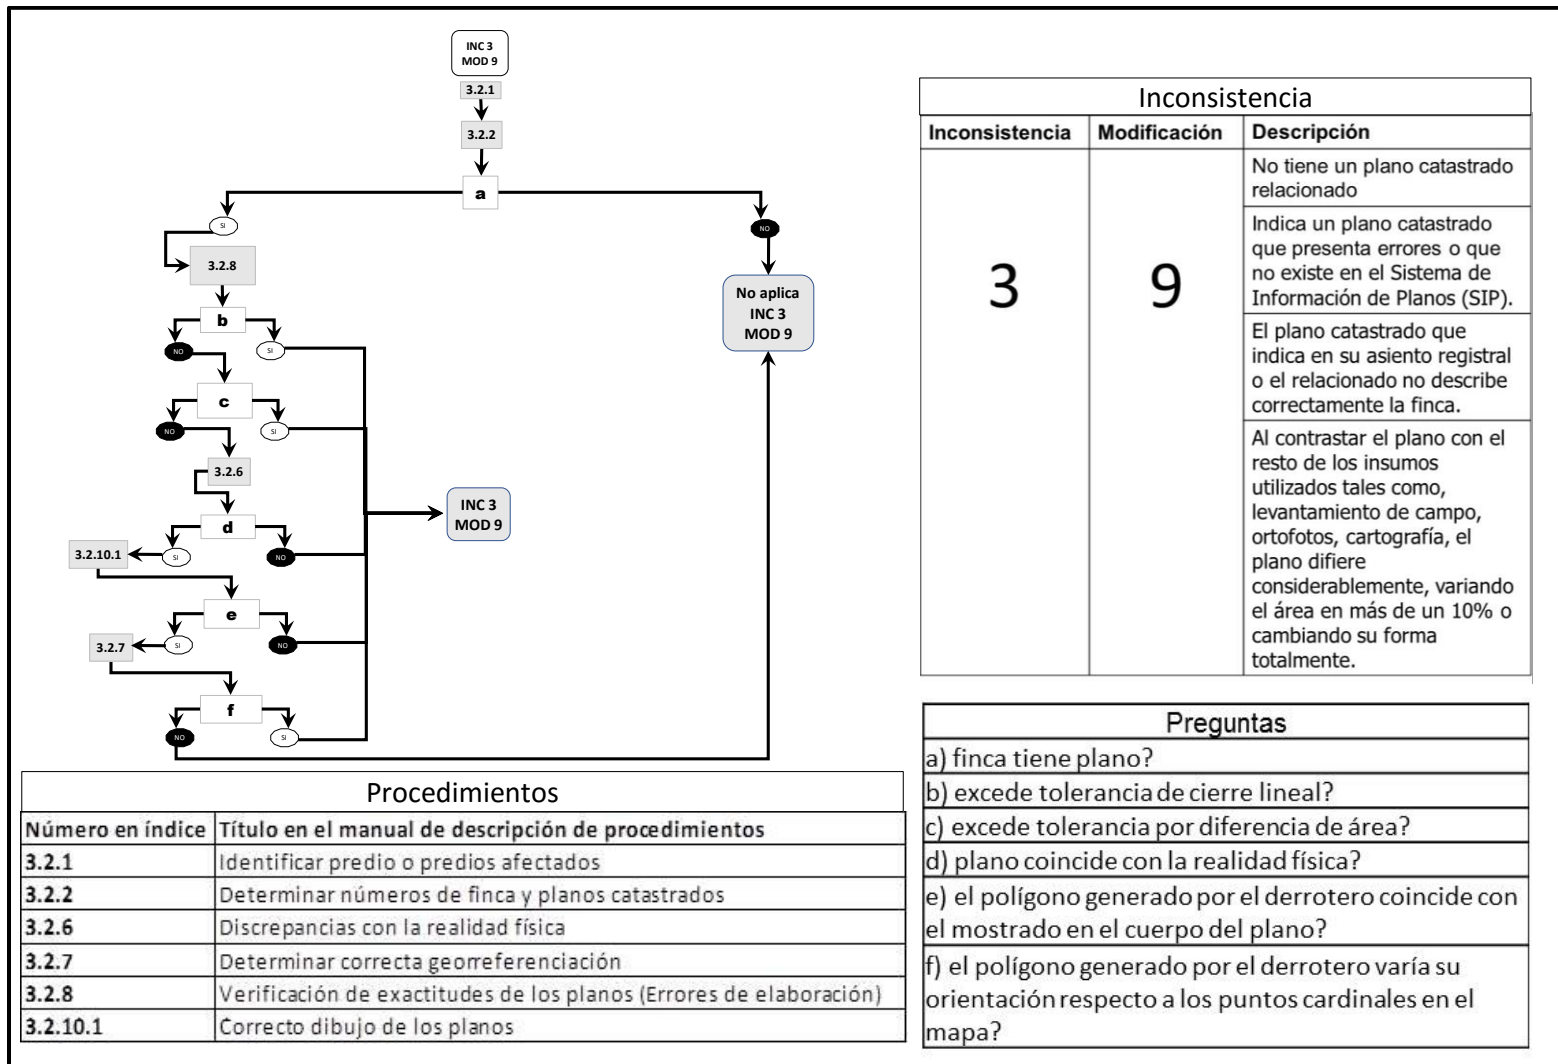 INC 3
MOD 9
3.2.1
3.2.2
a
SI
NO
3.2.8
b
NO
SI
c
NO
SI
3.2.6
d
3.2.10.1
SI
NO
e
3.2.7
SI
NO
f
NO
SI
No aplica
INC 3
MOD 9
INC 3
MOD 9
Inconsistencia
Inconsistencia Modificación Descripción
3 9
No tiene un plano catastrado
relacionado
Indica un plano catastrado
que presenta errores o que
no existe en el Sistema de
Información de Planos (SIP).
El plano catastrado que
indica en su asiento registral
o el relacionado no describe
correctamente la finca.
Al contrastar el plano con el
resto de los insumos
utilizados tales como,
levantamiento de campo,
ortofotos, cartografía, el
plano difiere
considerablemente, variando
el área en más de un 10% o
cambiando su forma
totalmente.
Procedimientos
Número en índice Título en el manual de descripción de procedimientos
3.2.1 Identificar predio o predios afectados
3.2.2 Determinar números de finca y planos catastrados
3.2.6 Discrepancias con la realidad física
3.2.7 Determinar correcta georreferenciación
3.2.8 Verificación de exactitudes de los planos (Errores de elaboración)
3.2.10.1 Correcto dibujo de los planos
Preguntas
a) finca tiene plano?
b) excede tolerancia de cierre lineal?
c) excede tolerancia por diferencia de área?
d) plano coincide con la realidad física?
e) el polígono generado por el derrotero coincide con
el mostrado en el cuerpo del plano?
f) el polígono generado por el derrotero varía su
orientación respecto a los puntos cardinales en el
mapa?